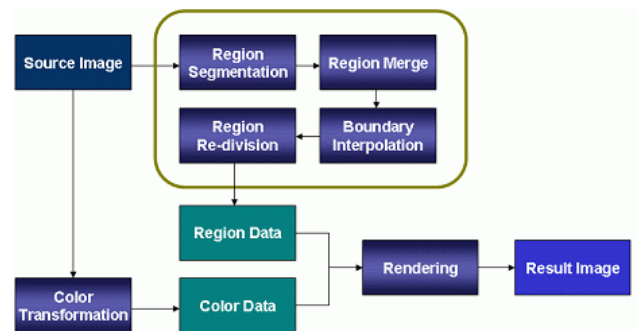 Source Image
Region
Segmentation
Region Merge
Region
Re-division
Boundary
Interpolation
Region Data
Rendering
Result Image
Color
Transformation
Color Data